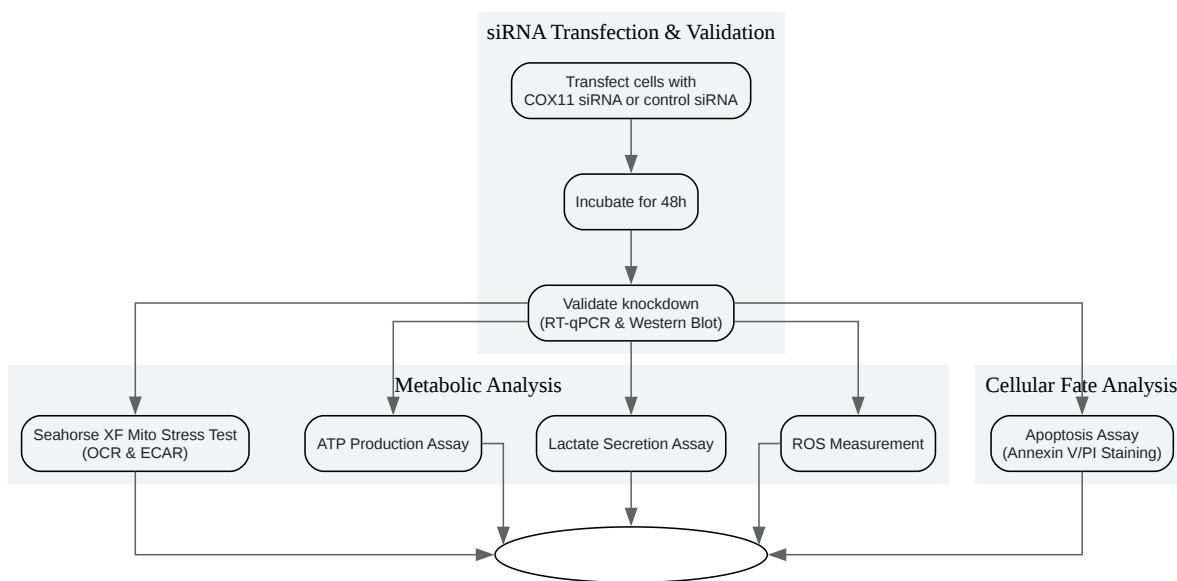 siRNA Transfection & Validation
Transfect cells with
COX11 siRNA or control siRNA
Incubate for 48h
Validate knockdown
(RT-qPCR & Western Blot)
Metabolic Analysis
Cellular Fate Analysis
Seahorse XF Mito Stress Test
(OCR & ECAR)
ATP Production Assay
Lactate Secretion Assay
ROS Measurement
Apoptosis Assay
(Annexin V/PI Staining)